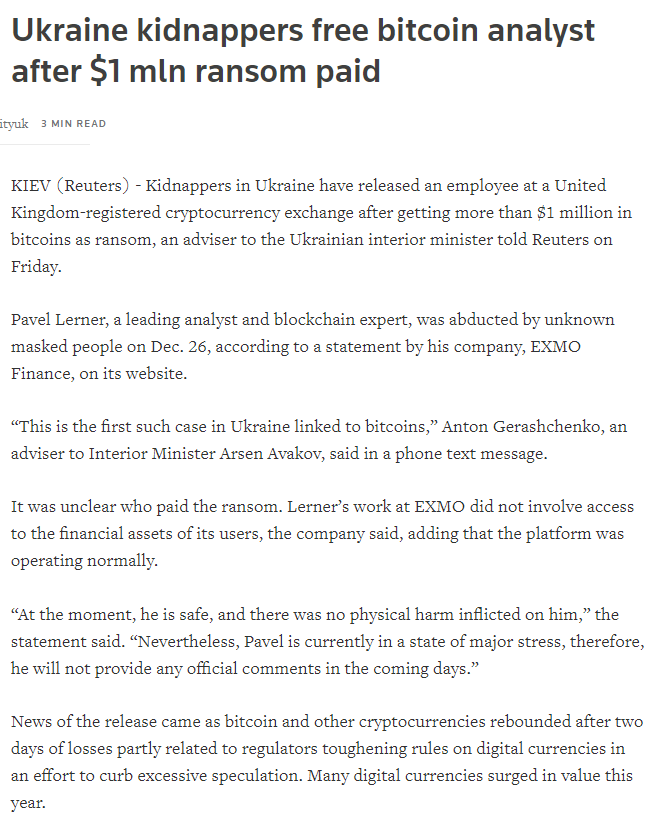 Ukraine kidnappers free bitcoin analyst
after $1 mln ransom paid
ityuk 3 MIN READ
KIEV (Reuters) - Kidnappers in Ukraine have released an employee at a United
Kingdom-registered cryptocurrency exchange after getting more than $1 million in
bitcoins as ransom, an adviser to the Ukrainian interior minister told Reuters on
Friday.
Pavel Lerner, a leading analyst and blockchain expert, was abducted by unknown
masked people on Dec. 26, according to a statement by his company, EXMO
Finance, on its website.
“This is the first such case in Ukraine linked to bitcoins,” Anton Gerashchenko, an
adviser to Interior Minister Arsen Avakov, said in a phone text message.
It was unclear who paid the ransom. Lerner’s work at EXMO did not involve access
to the financial assets of its users, the company said, adding that the platform was
operating normally.
“At the moment, he is safe, and there was no physical harm inflicted on him,” the
statement said. “Nevertheless, Pavel is currently in a state of major stress, therefore,
he will not provide any official comments in the coming days.”
News of the release came as bitcoin and other cryptocurrencies rebounded after two
days of losses partly related to regulators toughening rules on digital currencies in
an effort to curb excessive speculation. Many digital currencies surged in value this
year.